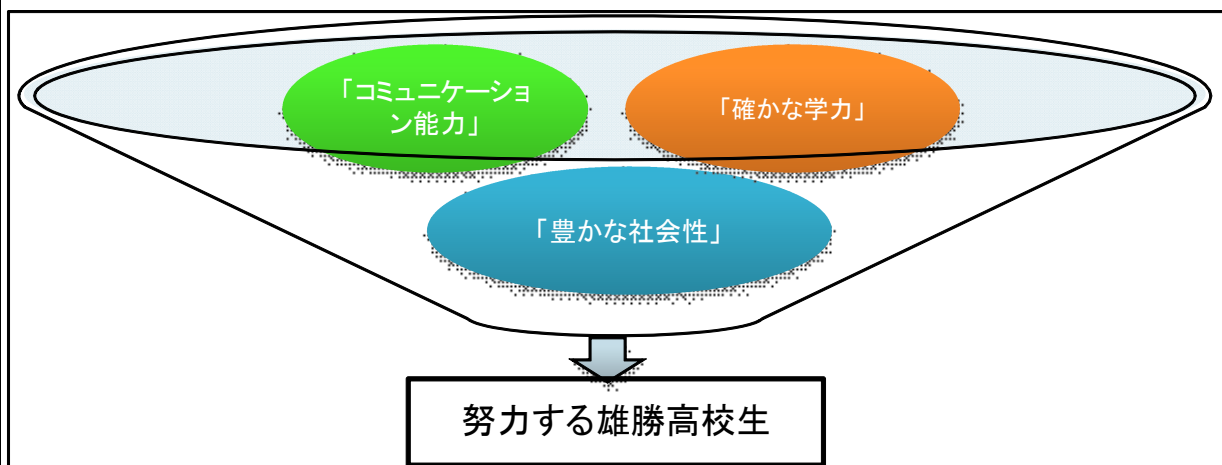 「コミュニケーショ
ン能力」
「確かな学力」
「豊かな社会性」
努力する雄勝高校生